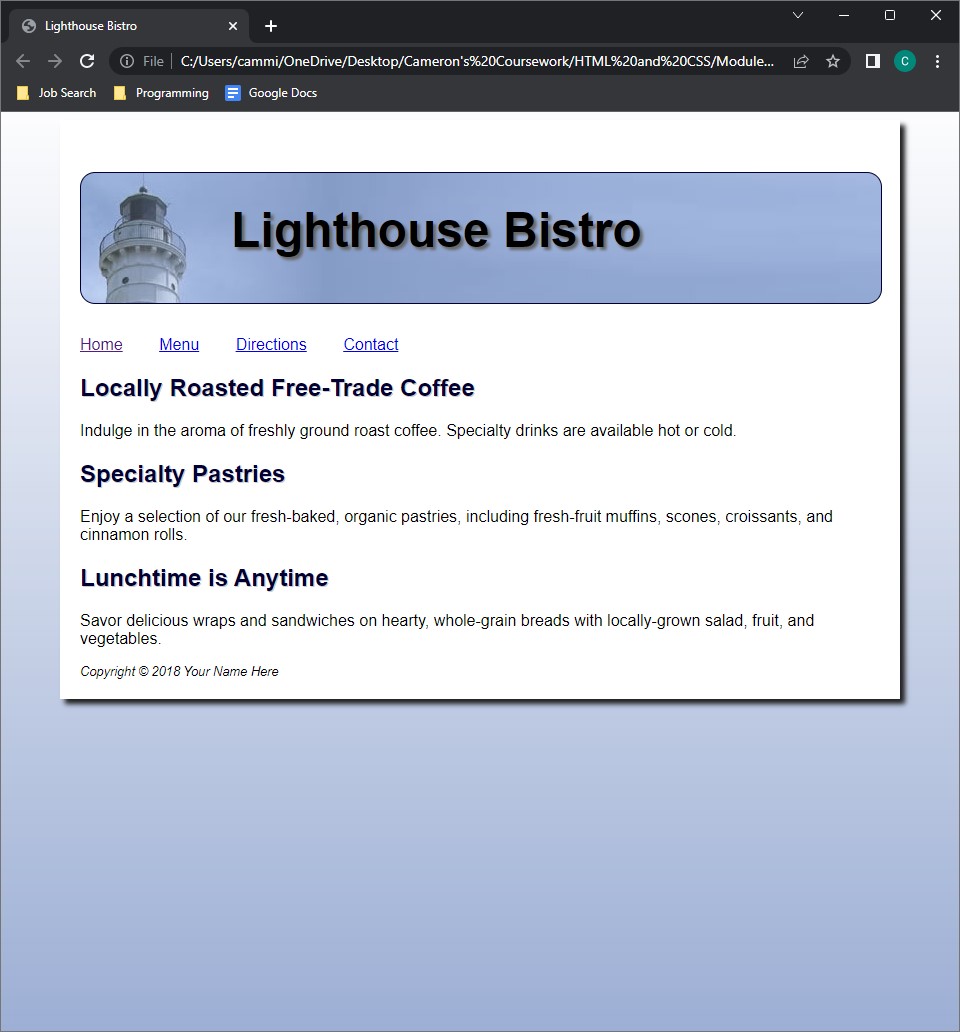 Lighthouse Bistro
File
C:/Users/cammi/OneDrive/Desktop/Cameron's%20Coursework/HTML%20and%20CSS/Module...
C
Job Search Programming Google Docs
Lighthouse Bistro
Home Menu Directions Contact
Locally Roasted Free-Trade Coffee
Indulge in the aroma of freshly ground roast coffee. Specialty drinks are available hot or cold.
Specialty Pastries
Enjoy a selection of our fresh-baked, organic pastries, including fresh-fruit muffins, scones, croissants, and
cinnamon rolls.
Lunchtime is Anytime
Savor delicious wraps and sandwiches on hearty, whole-grain breads with locally-grown salad, fruit, and
vegetables.
Copyright © 2018 Your Name Here